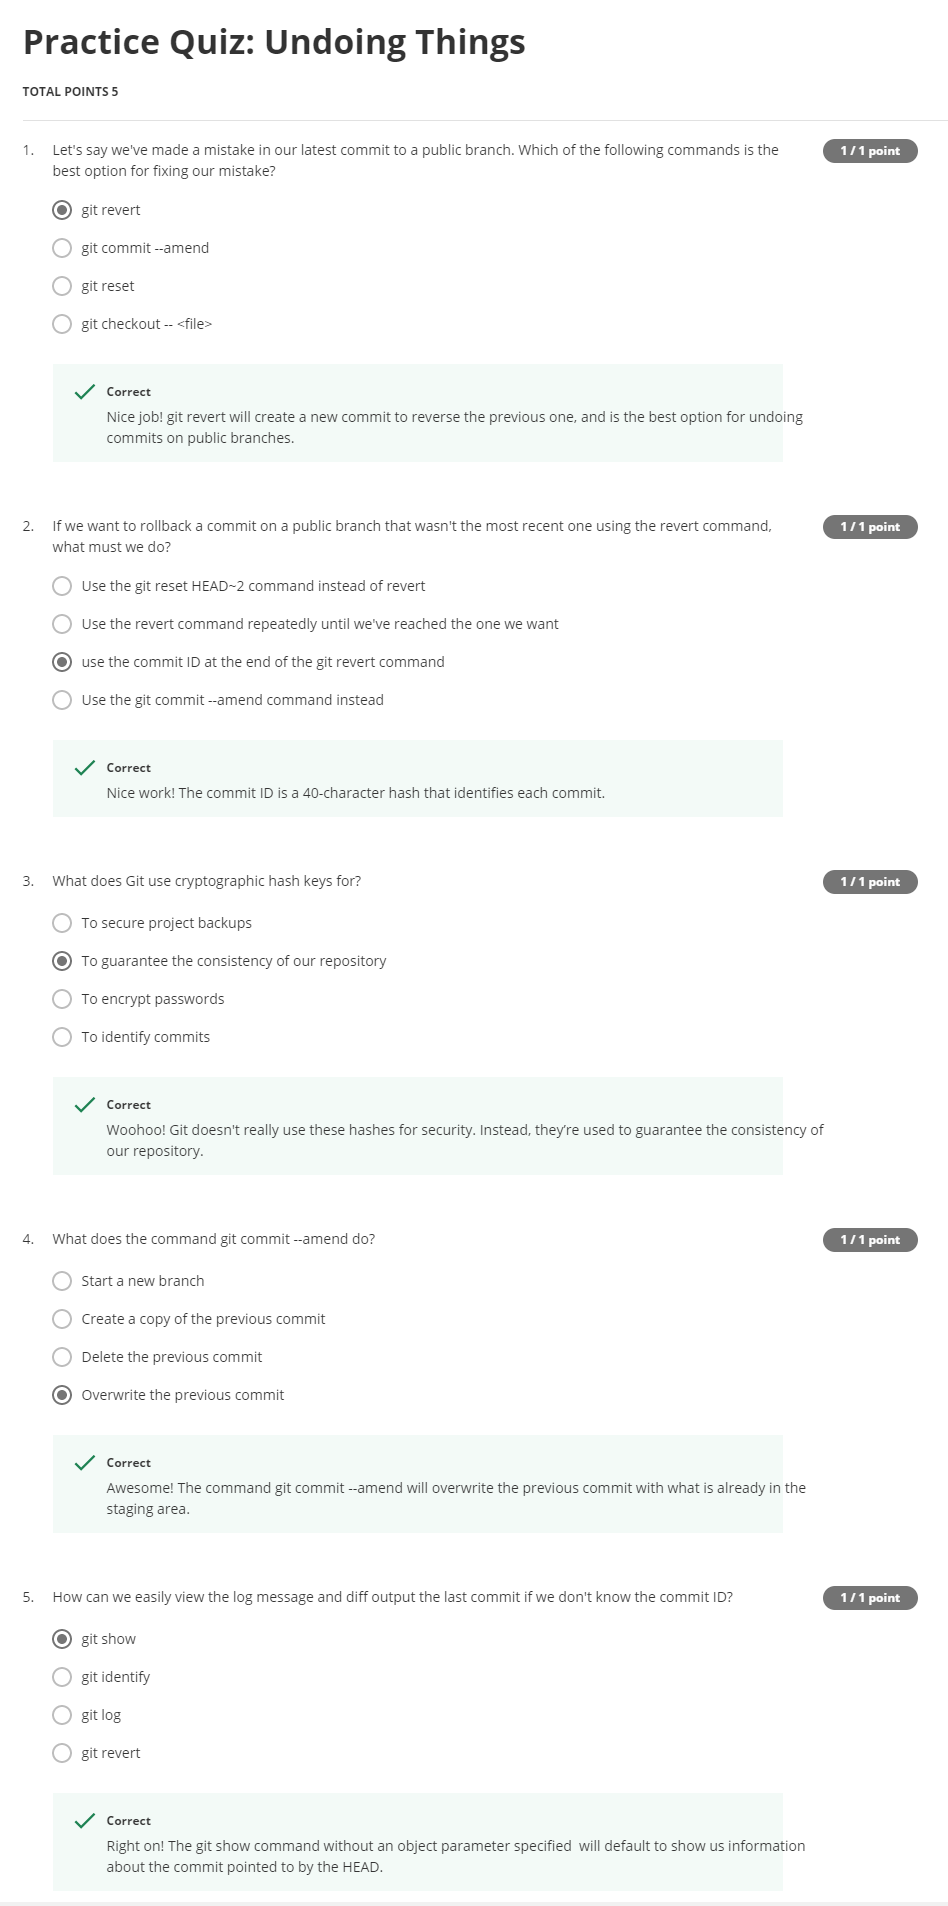 Practice Quiz: Undoing Things
TOTAL POINTS 5
1. Let's say we've made a mistake in our latest commit to a public branch. Which of the following commands is the
best option for fixing our mistake?
1 / 1 point
git revert
git commit --amend
git reset
git checkout -- <file>
Correct
Nice job! git revert will create a new commit to reverse the previous one, and is the best option for undoing
commits on public branches.
2. If we want to rollback a commit on a public branch that wasn't the most recent one using the revert command,
what must we do?
1 / 1 point
Use the git reset HEAD~2 command instead of revert
Use the revert command repeatedly until we've reached the one we want
use the commit ID at the end of the git revert command
Use the git commit --amend command instead
Correct
Nice work! The commit ID is a 40-character hash that identifies each commit.
3. What does Git use cryptographic hash keys for?
1 / 1 point
To secure project backups
To guarantee the consistency of our repository
To encrypt passwords
To identify commits
Correct
Woohoo! Git doesn't really use these hashes for security. Instead, they’re used to guarantee the consistency of
our repository.
4. What does the command git commit --amend do?
1 / 1 point
Start a new branch
Create a copy of the previous commit
Delete the previous commit
Overwrite the previous commit
Correct
Awesome! The command git commit --amend will overwrite the previous commit with what is already in the
staging area.
5. How can we easily view the log message and diff output the last commit if we don't know the commit ID?
1 / 1 point
git show
git identify
git log
git revert
Correct
Right on! The git show command without an object parameter specified  will default to show us information
about the commit pointed to by the HEAD.